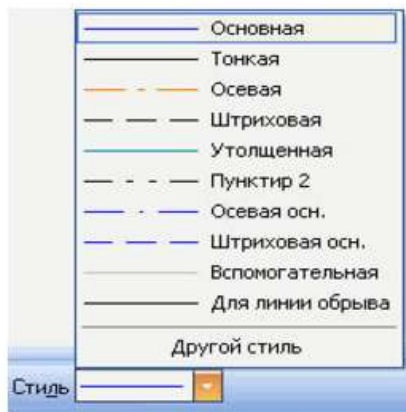 Основная
Тонкая
Осевая
Штриховая
Утолщенная
Пунктир 2
Осевая осн.
Штриховая осн.
Вспомогательная
Для линии обрыва
Другой стиль
Стиль